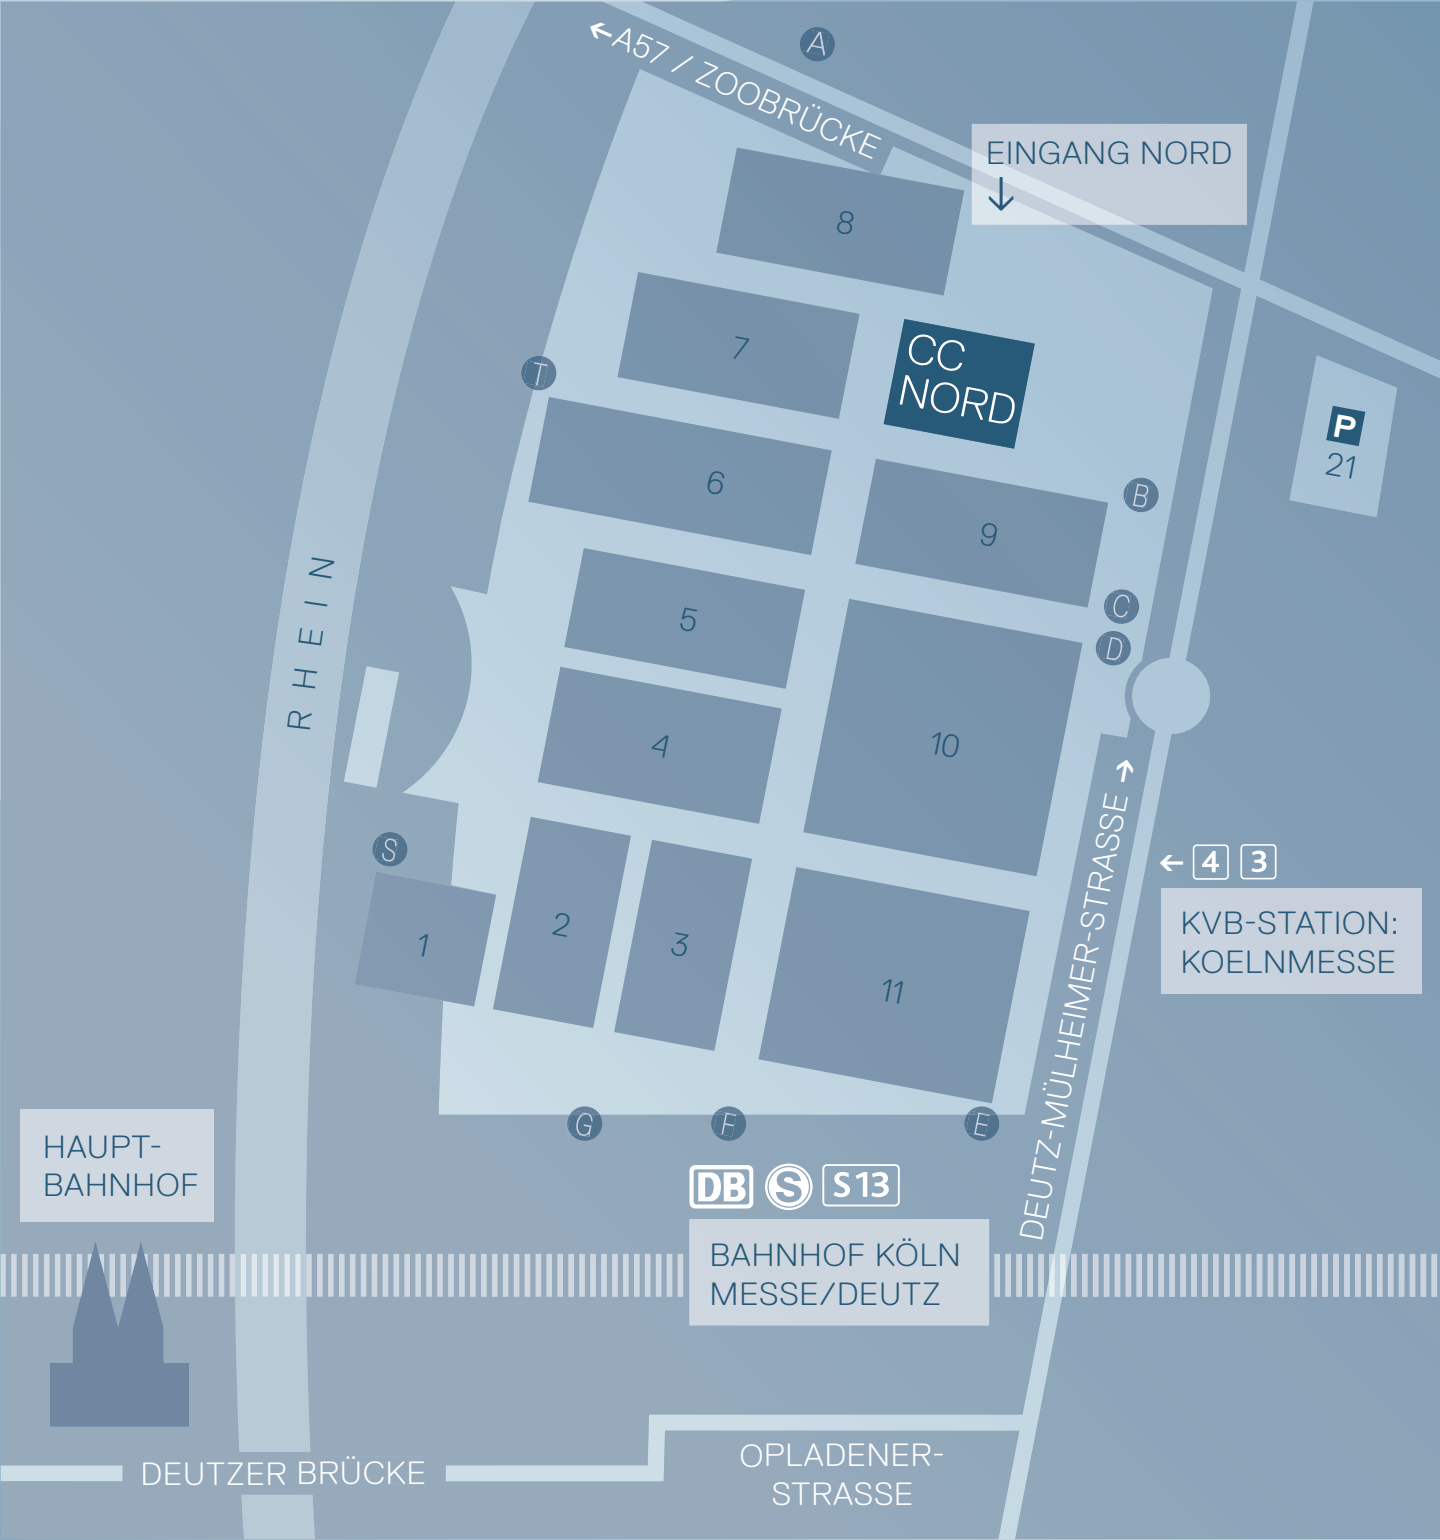 ←A57 / ZOOBRÜCKE
A
EINGANG NORD
↓
8
7
CC
NORD
T
P
21
6
9
B
5
C
D
RHEIN
4
10
DEUTZ-MÜLHEIMER-STRASSE →
S
← 4 3
KVB-STATION:
KOELNMESSE
1
2
3
11
G
F
E
HAUPT-
BAHNHOF
DB S S13
BAHNHOF KÖLN
MESSE/DEUTZ
DEUTZER BRÜCKE
OPLADENER-
STRASSE